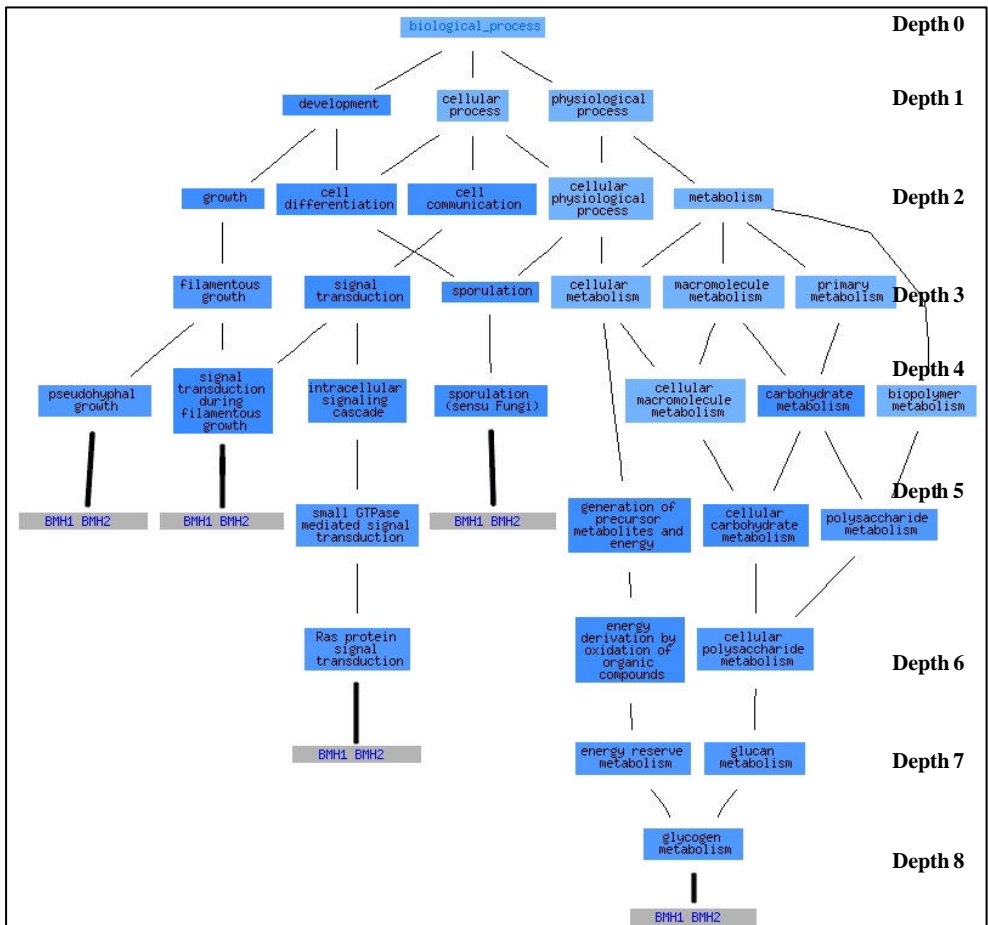 biological_process
Depth 0
development
cellular
process
physiological
process
Depth 1
growth
cell
differentiation
cell
communication
cellular
physiological
process
metabolism
Depth 2
filamentous
growth
signal
transduction
sporulation
cellular
metabolism
macromolecule
metabolism
primary
metabolism
Depth 3
pseudohyphal
growth
signal
transduction
during
filamentous
growth
intracellular
signaling
cascade
sporulation
(sensu Fungi)
cellular
macromolecule
metabolism
carbohydrate
metabolism
biopolymer
metabolism
Depth 4
BMH1 BMH2
BMH1 BMH2
small GTPase
mediated signal
transduction
BMH1 BMH2
generation of
precursor
metabolites and
energy
cellular
carbohydrate
metabolism
polysaccharide
metabolism
Depth 5
Ras protein
signal
transduction
energy
derivation by
oxidation of
organic
compounds
cellular
polysaccharide
metabolism
Depth 6
BMH1 BMH2
energy reserve
metabolism
glucan
metabolism
Depth 7
glycogen
metabolism
Depth 8
BMH1 BMH2